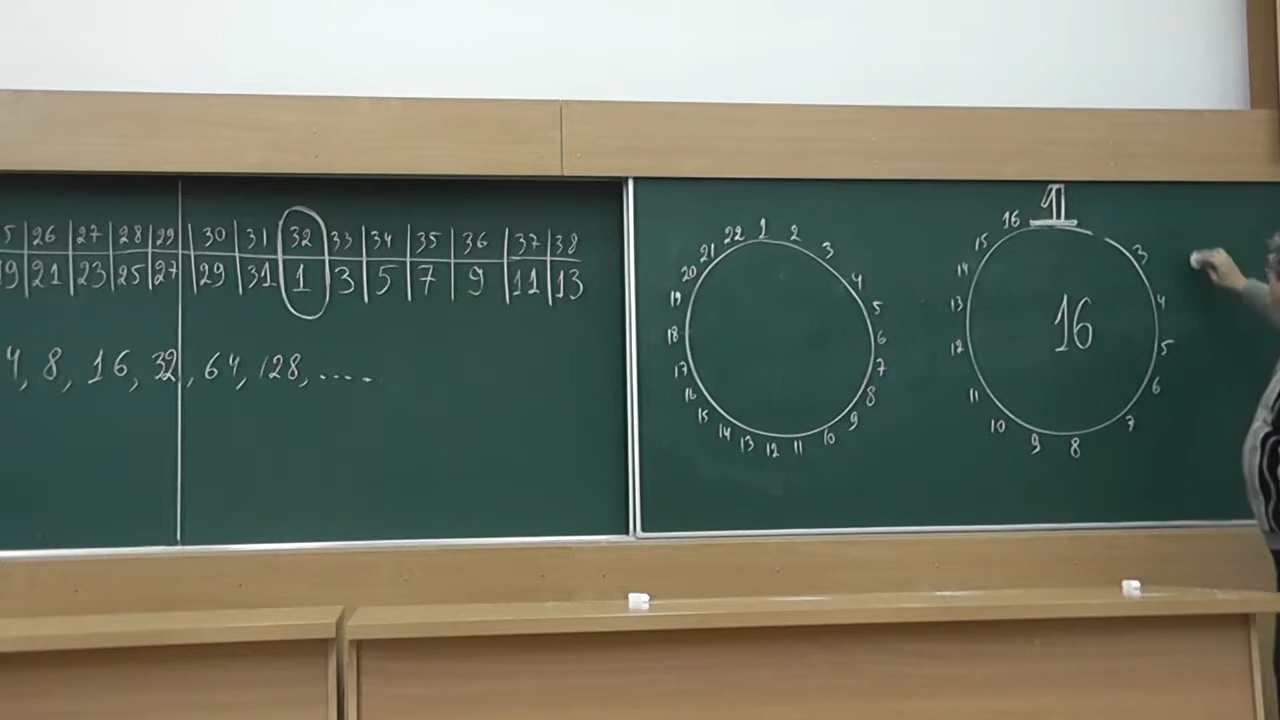 5 | 26 | 27 | 28 | 29 | 30 | 31 | 32 | 33 | 34 | 35 | 36 | 37 | 38
19 | 21 | 23 | 25 | 27 | 29 | 31 | 1 | 3 | 5 | 7 | 9 | 11 | 13
4, 8, 16, 32, 64, 128, ....
1 2 3 4 5 6 7 8 9 10 11 12 13 14 15 16 17 18 19 20 21 22
1 3 4 5 6 7 8 9 10 11 12 13 14 15 16
16